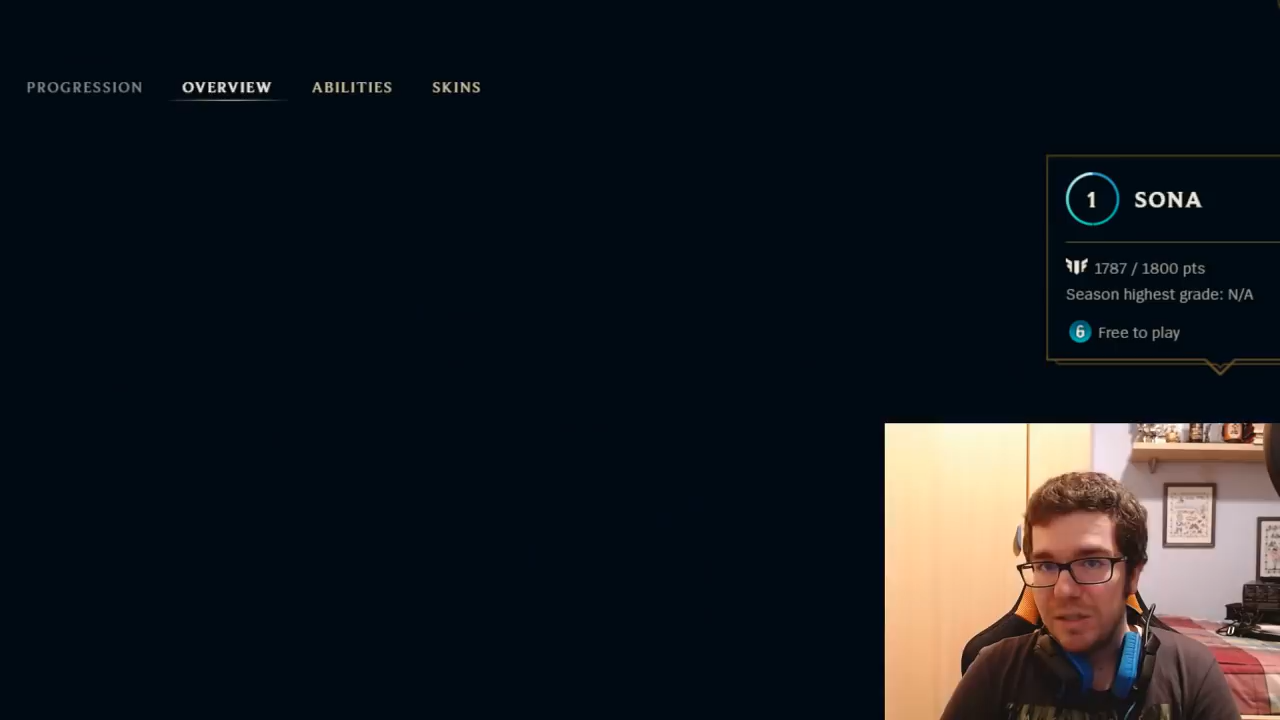 PROGRESSION OVERVIEW ABILITIES SKINS
1 SONA
1787 / 1800 pts
Season highest grade: N/A
6 Free to play